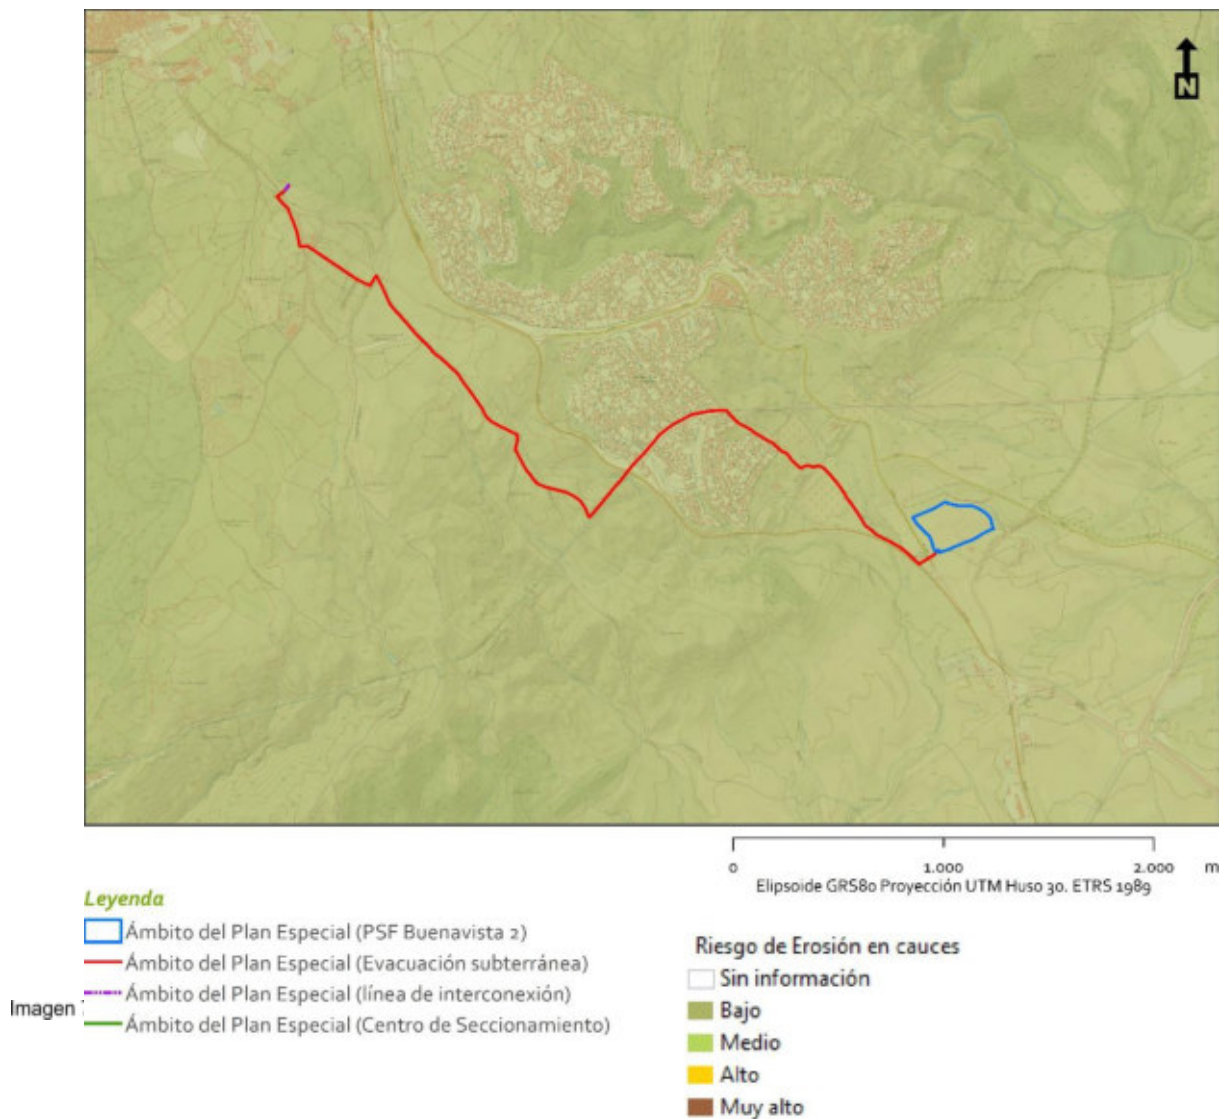 N
0 1.000 2.000 m
Elipsoide GRS80 Proyección UTM Huso 30. ETRS 1989
Leyenda
Ámbito del Plan Especial (PSF Buenavista 2)
Ámbito del Plan Especial (Evacuación subterránea)
Ámbito del Plan Especial (línea de interconexión)
Ámbito del Plan Especial (Centro de Seccionamiento)
Imagen
Riesgo de Erosión en cauces
Sin información
Bajo
Medio
Alto
Muy alto